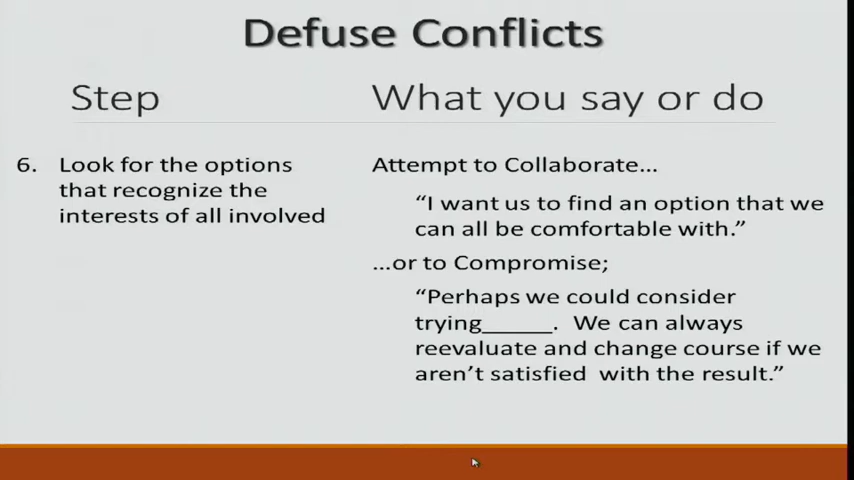 Defuse Conflicts
Step
What you say or do
6. Look for the options
that recognize the
interests of all involved
Attempt to Collaborate...
“I want us to find an option that we
can all be comfortable with.”
...or to Compromise;
“Perhaps we could consider
trying_____. We can always
reevaluate and change course if we
aren’t satisfied with the result.”